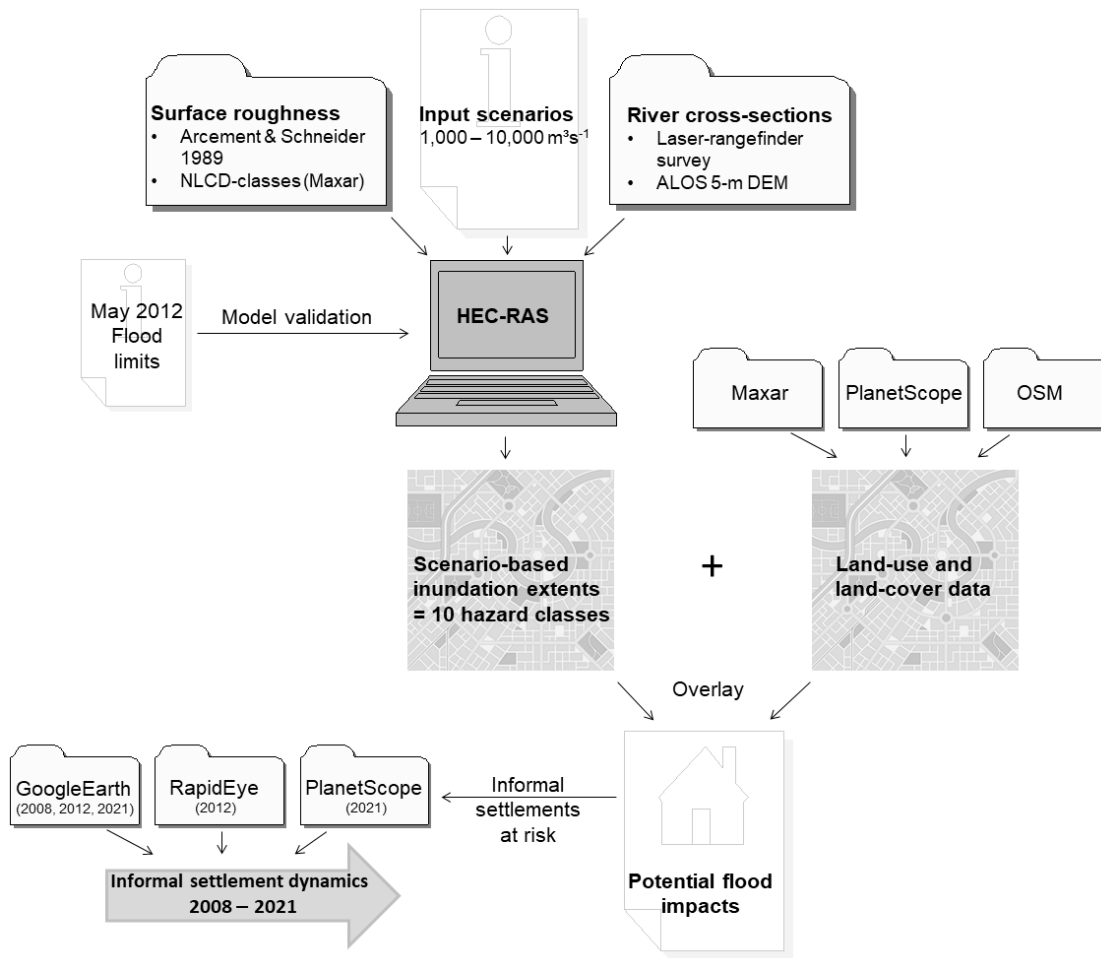 Surface roughness
• Arcement & Schneider
1989
• NLCD-classes (Maxar)
Input scenarios
1,000 – 10,000 m³s⁻¹
River cross-sections
• Laser-rangefinder
survey
• ALOS 5-m DEM
May 2012
Flood
limits
Model validation
HEC-RAS
Maxar
PlanetScope
OSM
Scenario-based
inundation extents
= 10 hazard classes
+
Land-use and
land-cover data
Overlay
GoogleEarth
(2008, 2012, 2021)
RapidEye
(2012)
PlanetScope
(2021)
Informal
settlements
at risk
Potential flood
impacts
Informal settlement dynamics
2008 – 2021